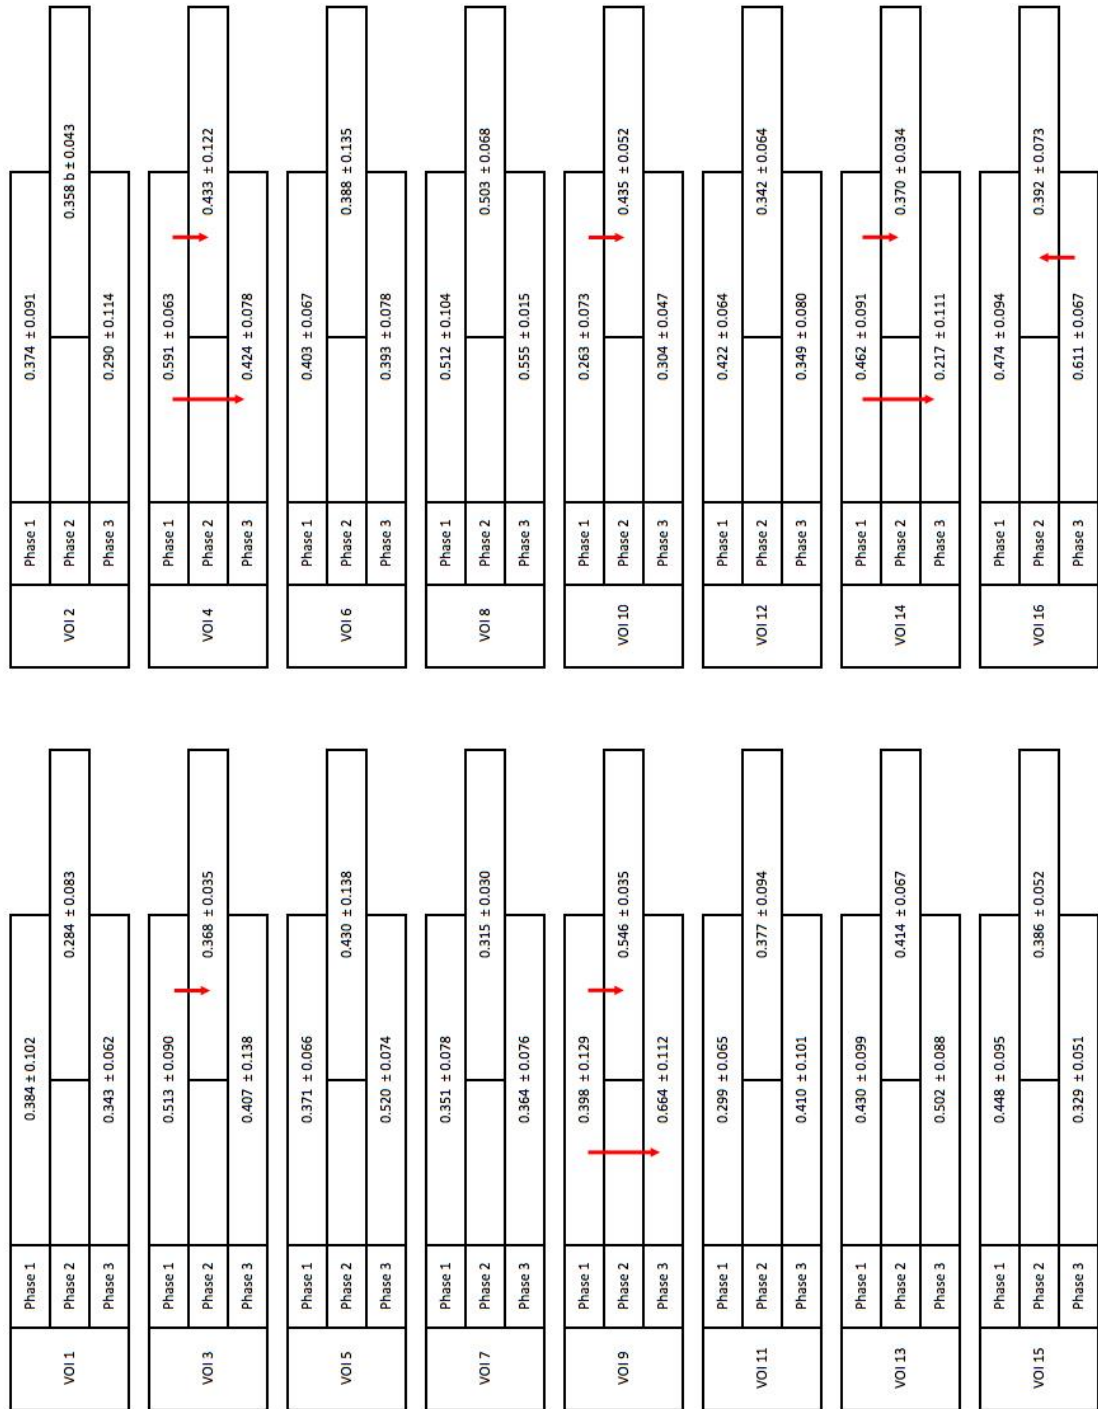 VOI 1
Phase 1
0.384 ± 0.102
Phase 2
0.284 ± 0.083
Phase 3
0.343 ± 0.062
VOI 3
Phase 1
0.513 ± 0.090
Phase 2
0.368 ± 0.035
Phase 3
0.407 ± 0.138
VOI 5
Phase 1
0.371 ± 0.066
Phase 2
0.430 ± 0.138
Phase 3
0.520 ± 0.074
VOI 7
Phase 1
0.351 ± 0.078
Phase 2
0.315 ± 0.030
Phase 3
0.364 ± 0.076
VOI 9
Phase 1
0.398 ± 0.129
Phase 2
0.546 ± 0.035
Phase 3
0.664 ± 0.112
VOI 11
Phase 1
0.299 ± 0.065
Phase 2
0.377 ± 0.094
Phase 3
0.410 ± 0.101
VOI 13
Phase 1
0.430 ± 0.099
Phase 2
0.414 ± 0.067
Phase 3
0.502 ± 0.088
VOI 15
Phase 1
0.448 ± 0.095
Phase 2
0.386 ± 0.052
Phase 3
0.329 ± 0.051
VOI 2
Phase 1
0.374 ± 0.091
Phase 2
0.358 b ± 0.043
Phase 3
0.290 ± 0.114
VOI 4
Phase 1
0.591 ± 0.063
Phase 2
0.433 ± 0.122
Phase 3
0.424 ± 0.078
VOI 6
Phase 1
0.403 ± 0.067
Phase 2
0.388 ± 0.135
Phase 3
0.393 ± 0.078
VOI 8
Phase 1
0.512 ± 0.104
Phase 2
0.503 ± 0.068
Phase 3
0.555 ± 0.015
VOI 10
Phase 1
0.263 ± 0.073
Phase 2
0.435 ± 0.052
Phase 3
0.304 ± 0.047
VOI 12
Phase 1
0.422 ± 0.064
Phase 2
0.342 ± 0.064
Phase 3
0.349 ± 0.080
VOI 14
Phase 1
0.462 ± 0.091
Phase 2
0.370 ± 0.034
Phase 3
0.217 ± 0.111
VOI 16
Phase 1
0.474 ± 0.094
Phase 2
0.392 ± 0.073
Phase 3
0.611 ± 0.067